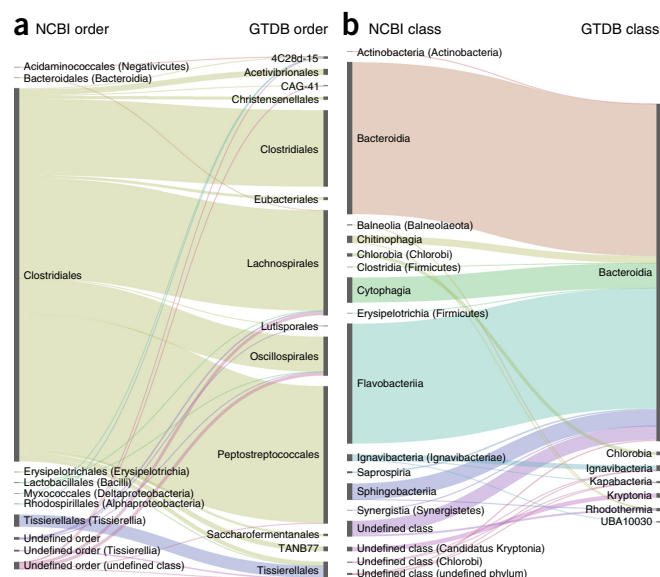 a NCBI order GTDB order
Acidaminococcales (Negativicutes)
Bacteroidales (Bacteroidia)
Clostridiales
Erysipelotrichales (Erysipelotrichia)
Lactobacillales (Bacilli)
Myxococcales (Deltaproteobacteria)
Rhodospirillales (Alphaproteobacteria)
Tissierellales (Tissierellia)
Undefined order
Undefined order (Tissierellia)
Undefined order (undefined class)
4C28d-15
Acetivibrionales
CAG-41
Christensenellales
Clostridiales
Eubacteriales
Lachnospirales
Lutisporales
Oscillospirales
Peptostreptococcales
Saccharofermentanales
TANB77
Tissierellales
b NCBI class GTDB class
Actinobacteria (Actinobacteria)
Bacteroidia
Balneolia (Balneolaeota)
Chitinophagia
Chlorobia (Chlorobi)
Clostridia (Firmicutes)
Cytophagia
Erysipelotrichia (Firmicutes)
Flavobacteriia
Ignavibacteria (Ignavibacteriae)
Saprospiria
Sphingobacteriia
Synergistia (Synergistetes)
Undefined class
Undefined class (Candidatus Kryptonia)
Undefined class (Chlorobi)
Undefined class (undefined phylum)
Bacteroidia
Chlorobia
Ignavibacteria
Kapabacteria
Kryptonia
Rhodothermia
UBA10030